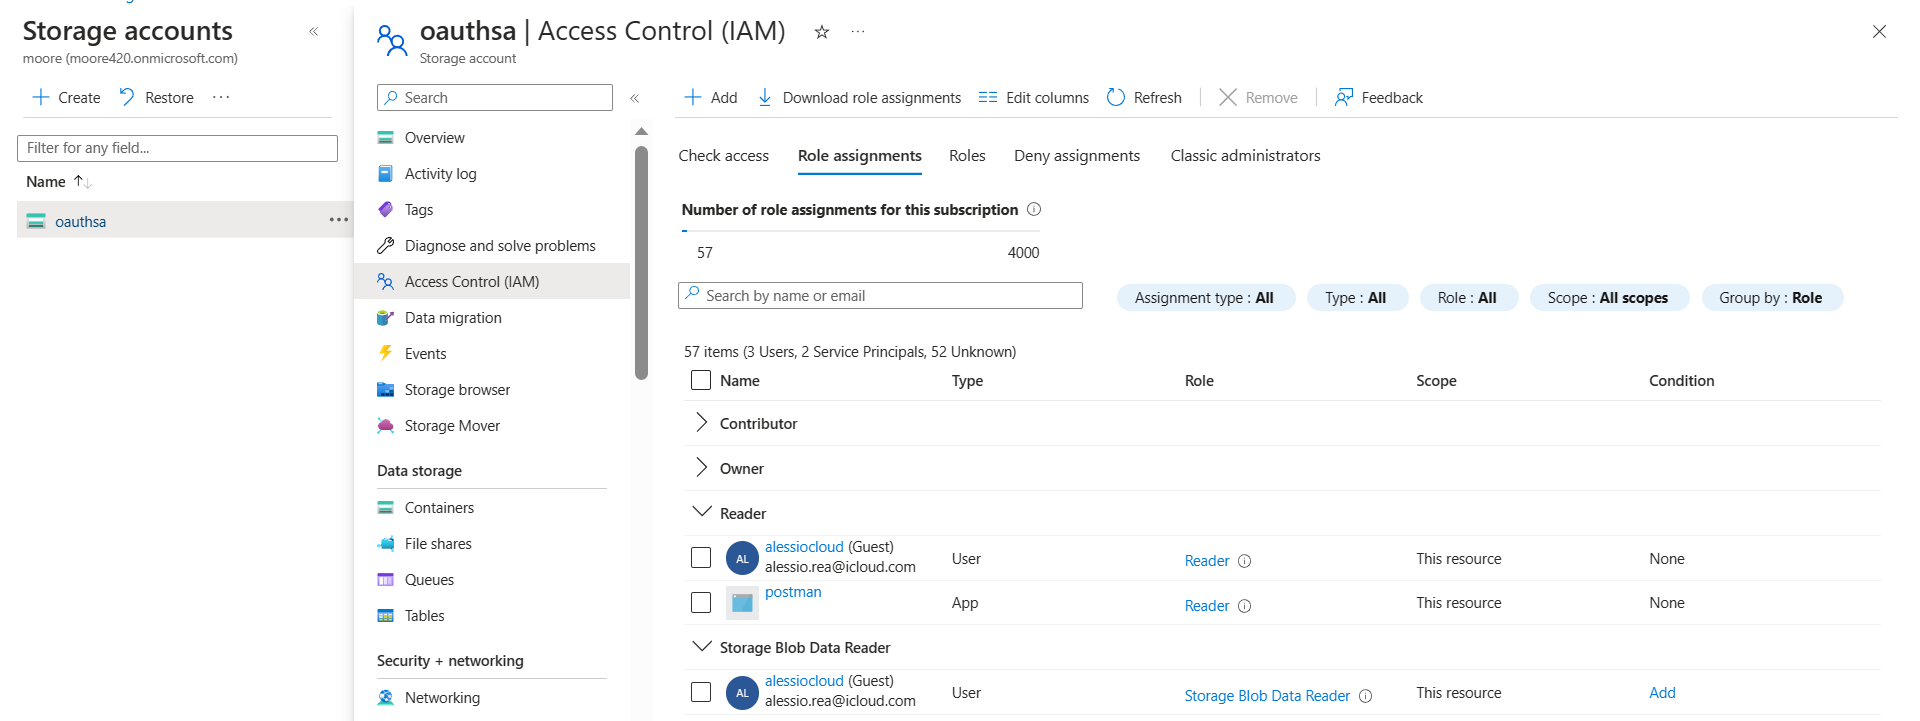 Storage accounts
«
moore (moore420.onmicrosoft.com)
Create
Restore
...
Filter for any field...
Name ↑↓
oauthsa
...
oauthsa | Access Control (IAM)
...
Storage account
Search
«
Overview
Activity log
Tags
Diagnose and solve problems
Access Control (IAM)
Data migration
Events
Storage browser
Storage Mover
Data storage
Containers
File shares
Queues
Tables
Security + networking
Networking
Add
Download role assignments
Edit columns
Refresh
Remove
Feedback
Check access
Role assignments
Roles
Deny assignments
Classic administrators
Number of role assignments for this subscription
57
4000
Search by name or email
Assignment type : All
Type : All
Role : All
Scope : All scopes
Group by : Role
57 items (3 Users, 2 Service Principals, 52 Unknown)
Name Type Role Scope Condition
Contributor
Owner
Reader
AL
alessiocloud (Guest)
alessio.rea@icloud.com
User Reader This resource None
postman
App Reader This resource None
Storage Blob Data Reader
AL
alessiocloud (Guest)
alessio.rea@icloud.com
User Storage Blob Data Reader This resource Add